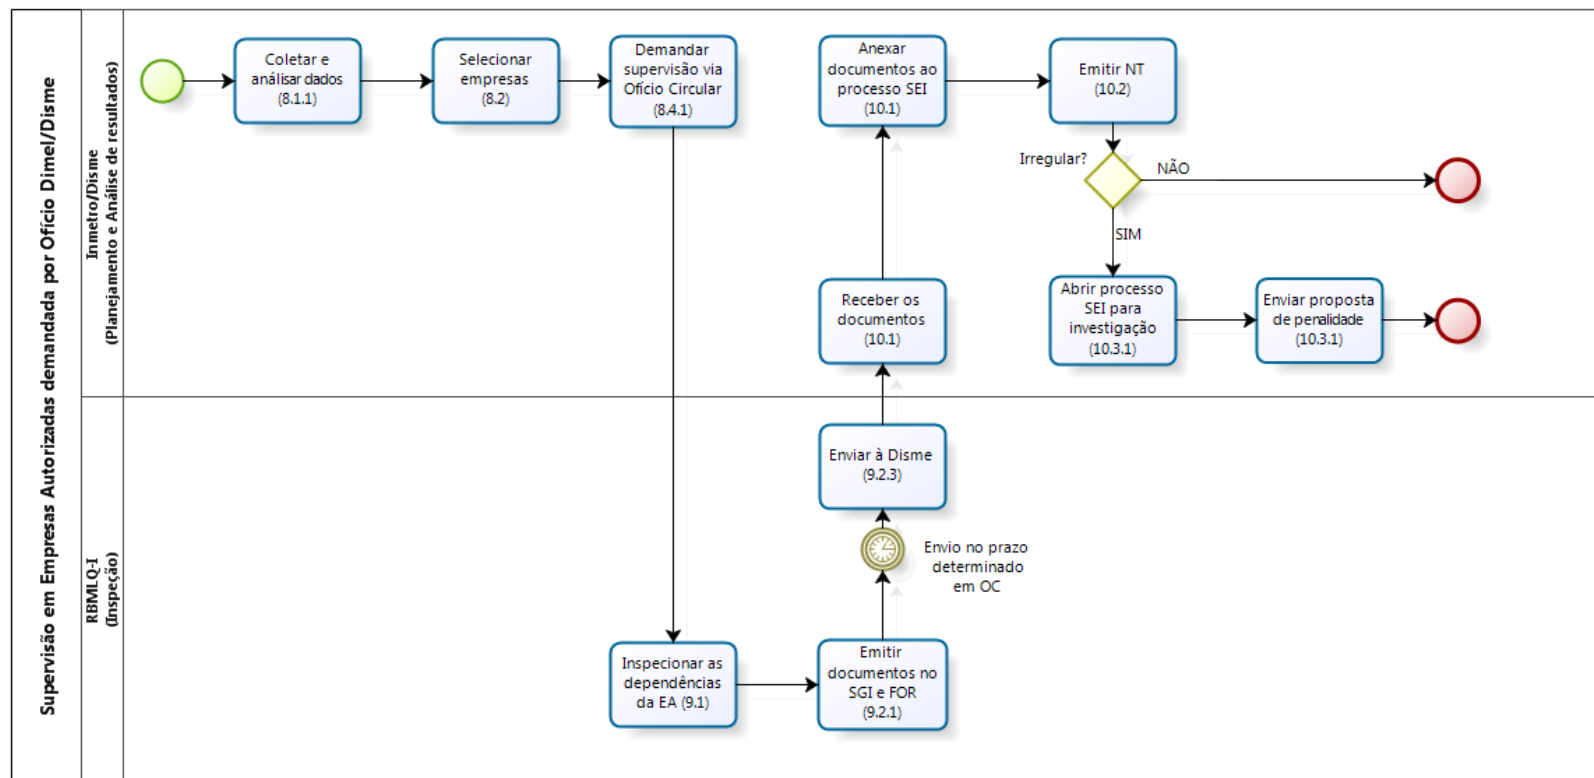 Supervisão em Empresas Autorizadas demandada por Ofício Dimel/Disme
Inmetro/Disme
(Planejamento e Análise de resultados)
Coletar e
análisar dados
(8.1.1)
Selecionar
empresas
(8.2)
Demandar
supervisão via
Ofício Circular
(8.4.1)
Anexar
documentos ao
processo SEI
(10.1)
Emitir NT
(10.2)
Irregular?
NÃO
SIM
Receber os
documentos
(10.1)
Abrir processo
SEI para
investigação
(10.3.1)
Enviar proposta
de penalidade
(10.3.1)
RBMLQ-I
(Inspeção)
Enviar à Disme
(9.2.3)
Envio no prazo
determinado
em OC
Inspecionar as
dependências
da EA (9.1)
Emitir
documentos no
SGI e FOR
(9.2.1)